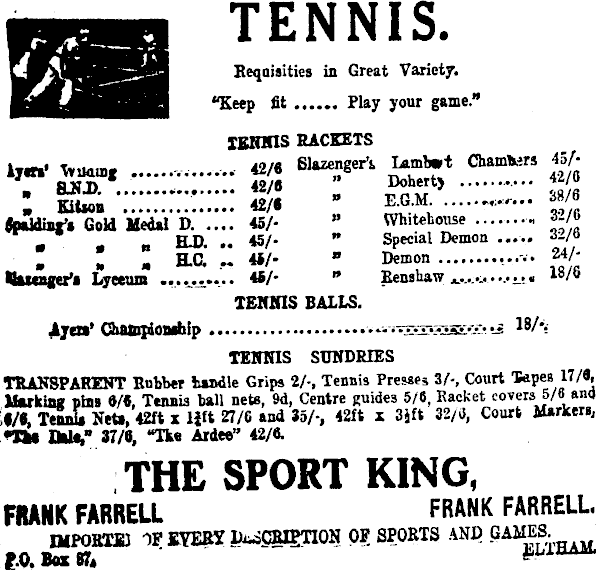 TENNIS.
Requisities in Great Variety.
"Keep fit ...... Play your game."
TENNIS RACKETS
Ayers' Wilding ................ 42/6
„ S.N.D. ................ 42/6
„ Kitson ................ 42/6
Spalding's Gold Medal D. .... 45/-
„ „ „ H.D. .. 45/-
„ „ „ H.C. .. 45/-
Slazenger's Lyceum .......... 45/-
Slazenger's Lambert Chambers 45/-
„ Doherty .......... 42/6
„ E.G.M. ............ 38/6
„ Whitehouse ........ 32/6
„ Special Demon ..... 32/6
„ Demon ............ 24/-
„ Renshaw ........... 18/6
TENNIS BALLS.
Ayers' Championship ........................................ 18/-
TENNIS SUNDRIES
TRANSPARENT Rubber handle Grips 2/-, Tennis Presses 3/-, Court Tapes 17/6,
Marking pins 6/6, Tennis ball nets, 9d, Centre guides 5/6, Racket covers 5/6 and
6/6, Tennis Nets, 42ft x 27/6 and 35/-, 42ft x 3½ft 32/6, Court Markers,
"The Dale," 37/6, "The Ardee" 42/6.
THE SPORT KING,
FRANK FARRELL FRANK FARRELL.
IMPORTER OF EVERY DESCRIPTION OF SPORTS AND GAMES.
P.O. Box 87, ELTHAM.